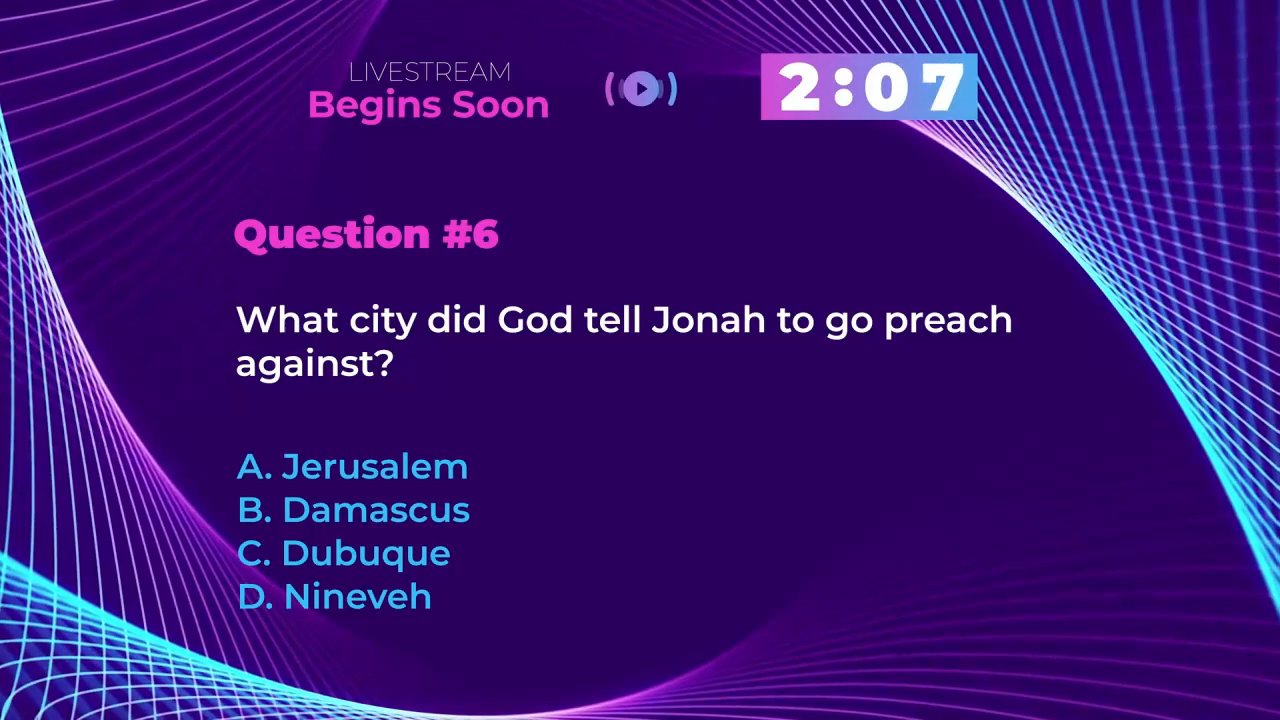 LIVESTREAM
Begins Soon
2:07
Question #6
What city did God tell Jonah to go preach
against?
A. Jerusalem
B. Damascus
C. Dubuque
D. Nineveh